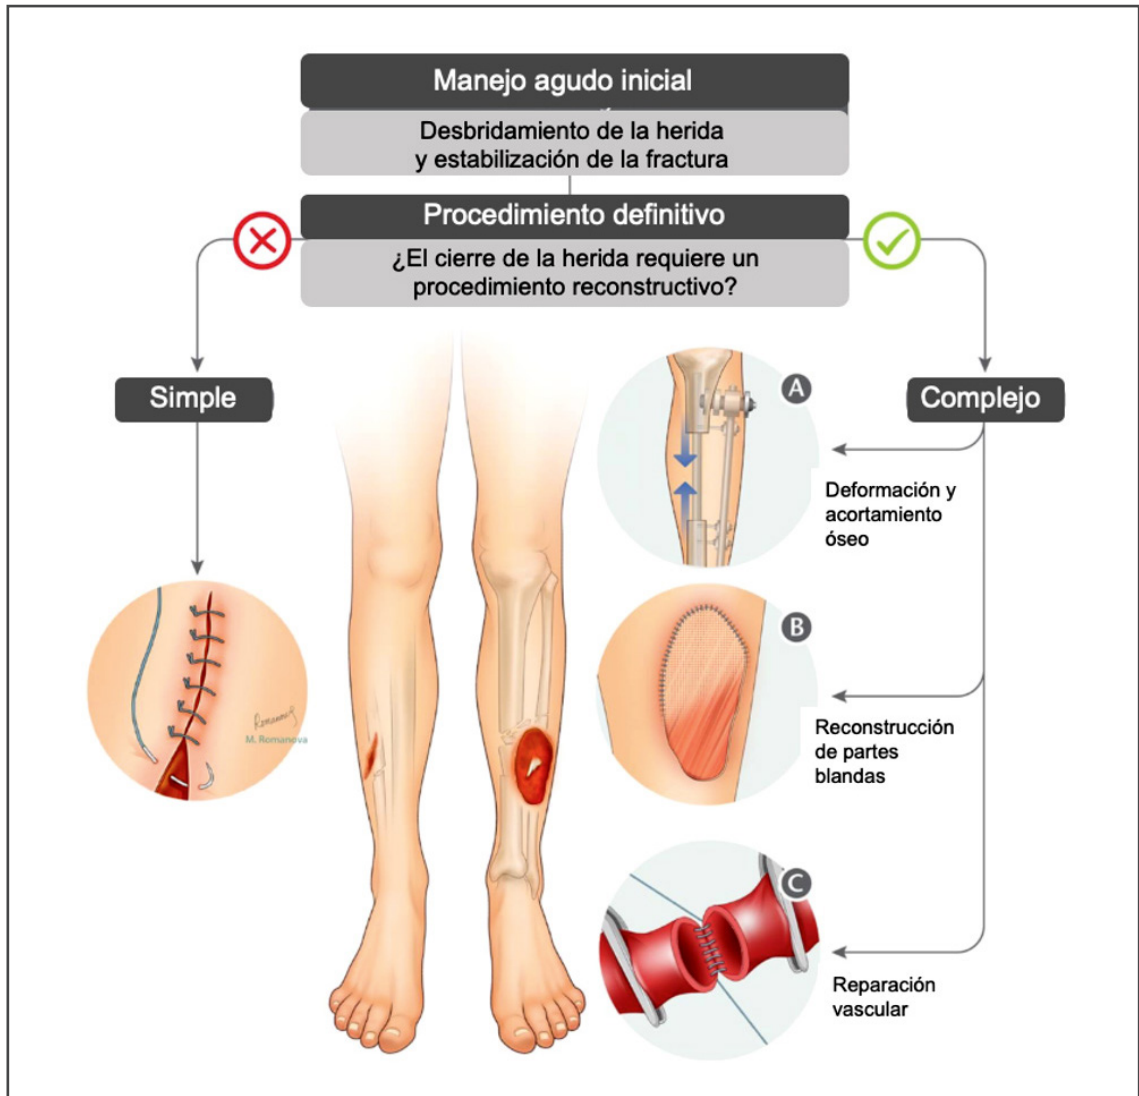 Manejo agudo inicial
Desbridamiento de la herida
y estabilización de la fractura
Procedimiento definitivo
¿El cierre de la herida requiere un
procedimiento reconstructivo?
Simple
Complejo
A
Deformación y
acortamiento
óseo
B
Reconstrucción
de partes
blandas
M. Romanova
C
Reparación
vascular